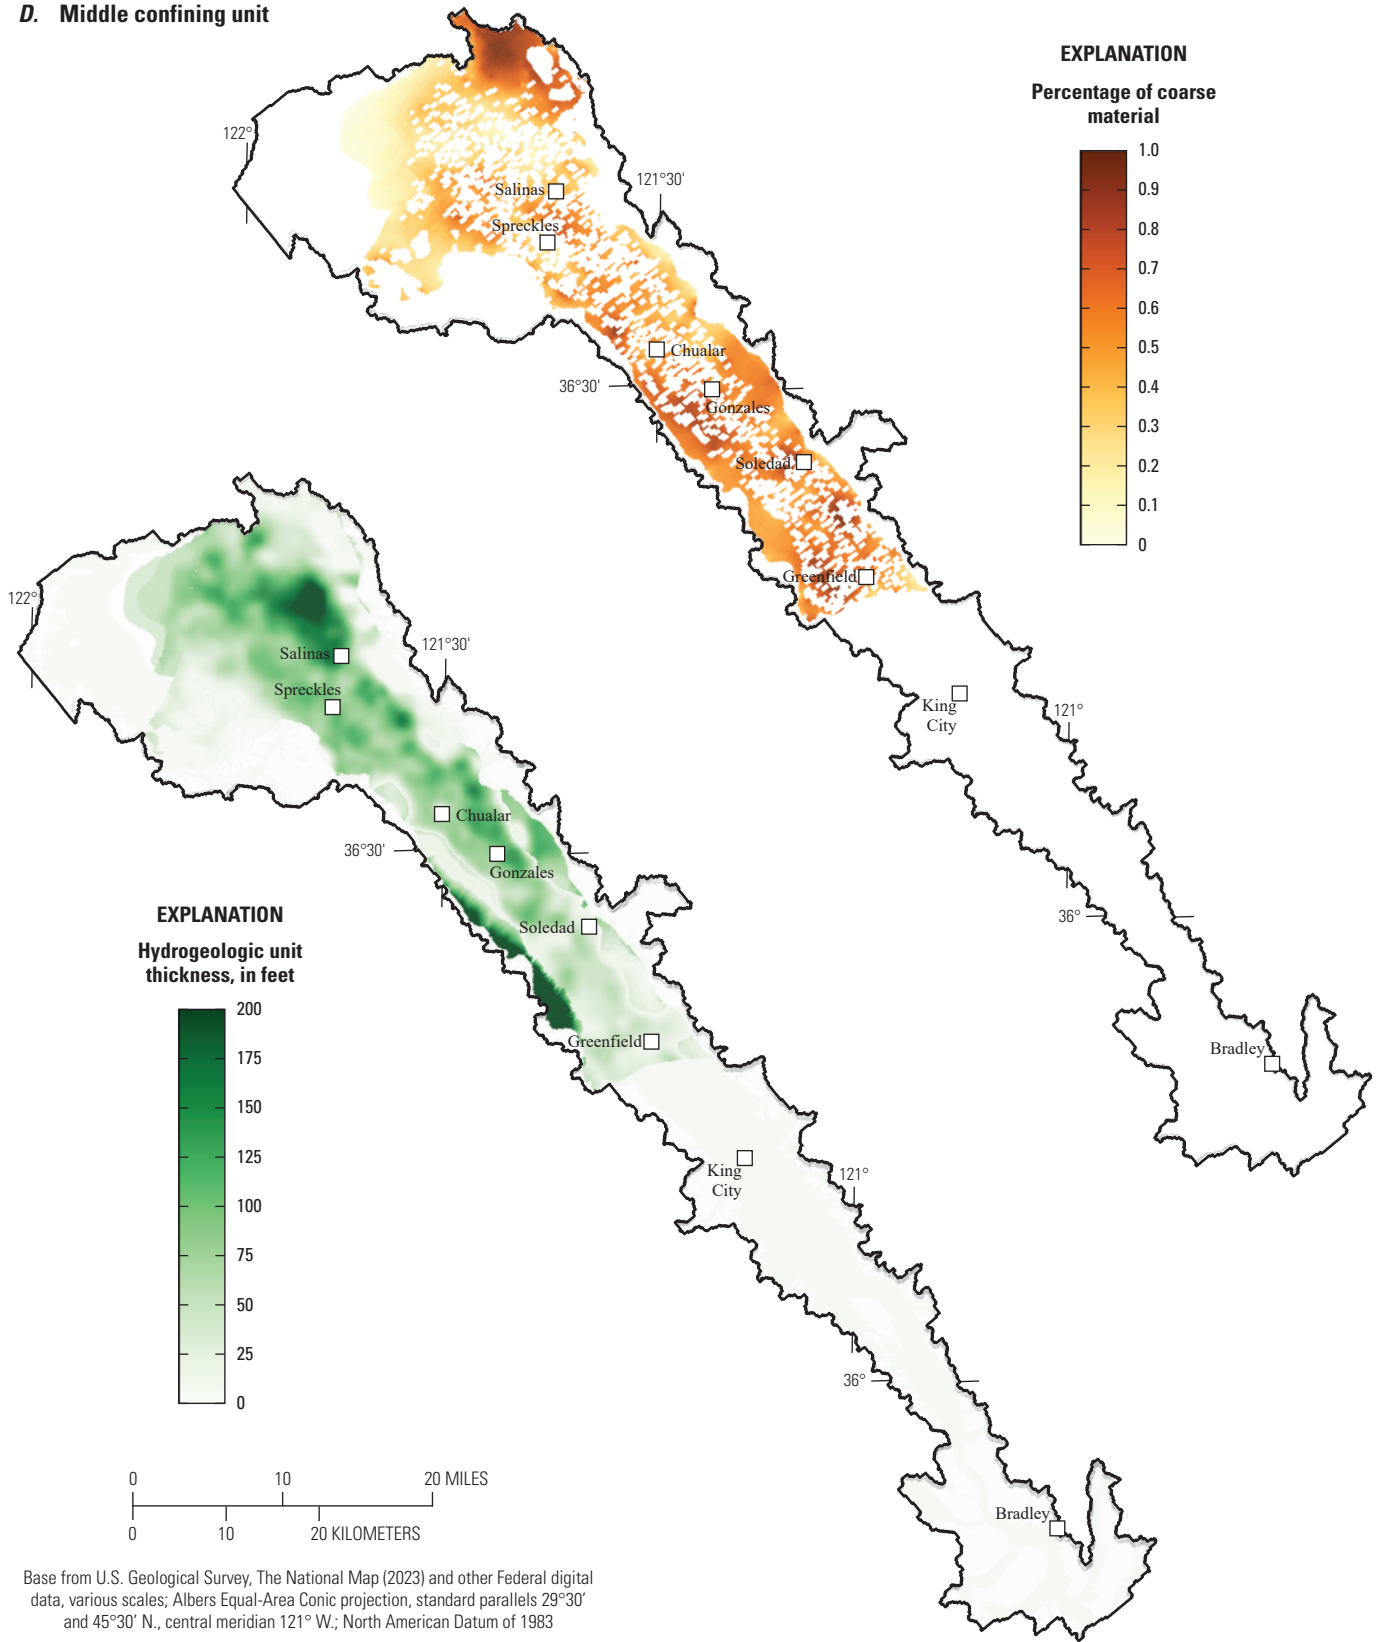 D. Middle confining unit
EXPLANATION
Percentage of coarse
material
1.0
0.9
0.8
0.7
0.6
0.5
0.4
0.3
0.2
0.1
0
122°
121°30'
Salinas
Spreckles
Chualar
36°30'
Gonzales
Soledad
Greenfield
King
City
121°
36°
Bradley
122°
121°30'
Salinas
Spreckles
Chualar
36°30'
Gonzales
Soledad
Greenfield
King
City
121°
36°
Bradley
EXPLANATION
Hydrogeologic unit
thickness, in feet
200
175
150
125
100
75
50
25
0
0 10 20 MILES
0 10 20 KILOMETERS
Base from U.S. Geological Survey, The National Map (2023) and other Federal digital
data, various scales; Albers Equal-Area Conic projection, standard parallels 29°30'
and 45°30' N., central meridian 121° W.; North American Datum of 1983